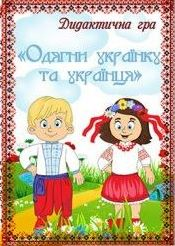 Дидактична гра
«Одягни українку
та українця»